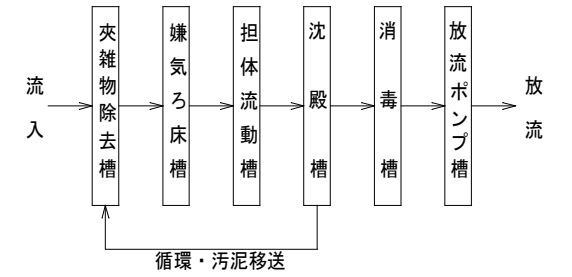 流入
夾雑物除去槽
嫌気ろ床槽
担体流動槽
沈殿槽
消毒槽
放流ポンプ槽
放流
循環・汚泥移送